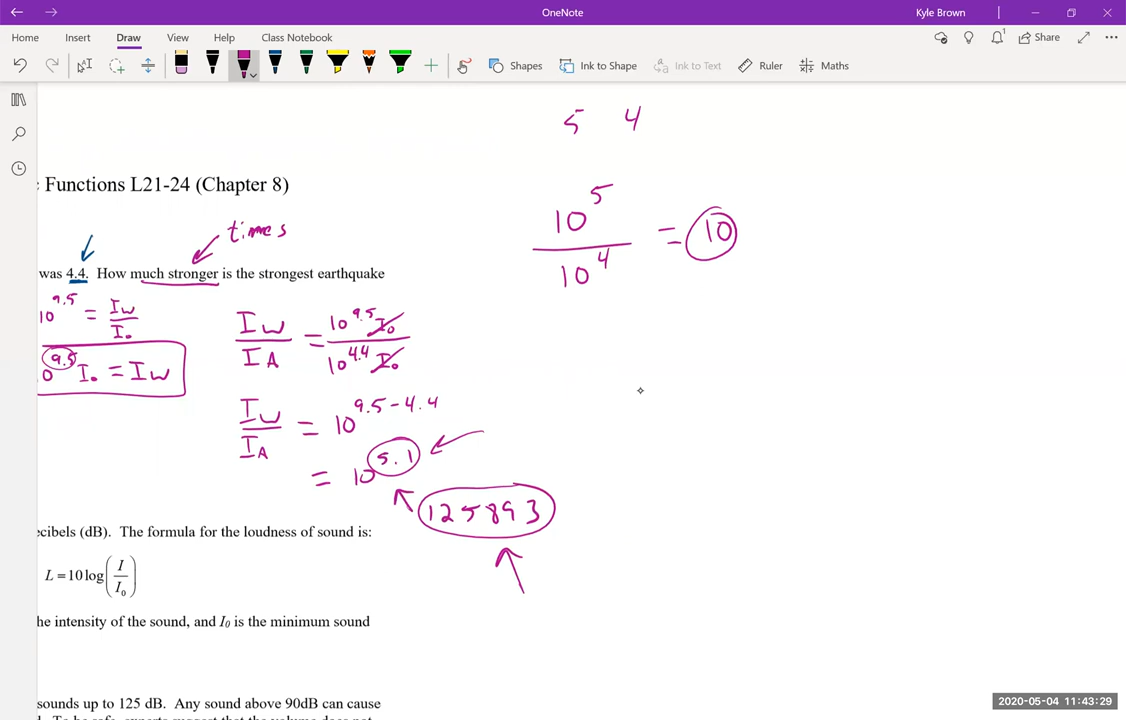 OneNote
Kyle Brown
Home Insert Draw View Help Class Notebook
Share
Shapes Ink to Shape Ink to Text Ruler Maths
5 4
Functions L21-24 (Chapter 8)
times
10^5 / 10^4 = 10
was 4.4. How much stronger is the strongest earthquake
10^9.5 = Iw / I0
0^9.5 I0 = Iw
Iw / IA = 10^9.5 I0 / 10^4.4 I0
Iw / IA = 10^9.5-4.4
= 10^5.1
125893
ecibels (dB). The formula for the loudness of sound is:
L = 10 log(I / I0)
he intensity of the sound, and I0 is the minimum sound
sounds up to 125 dB. Any sound above 90dB can cause
2020-05-04 11:43:29